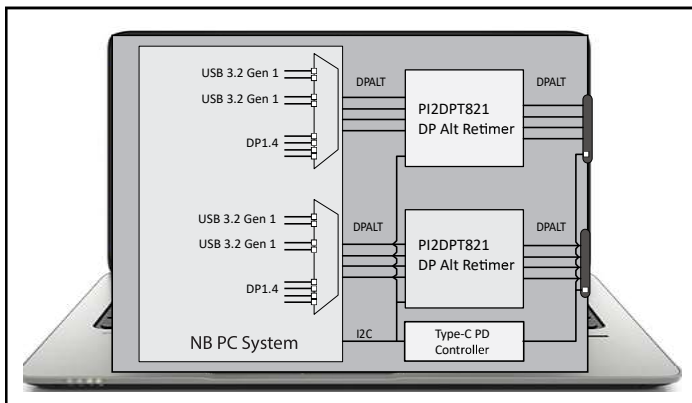 USB 3.2 Gen 1
USB 3.2 Gen 1
DP1.4
DPALT
PI2DPT821
DP Alt Retimer
DPALT
USB 3.2 Gen 1
USB 3.2 Gen 1
DP1.4
DPALT
PI2DPT821
DP Alt Retimer
DPALT
NB PC System
I2C
Type-C PD
Controller